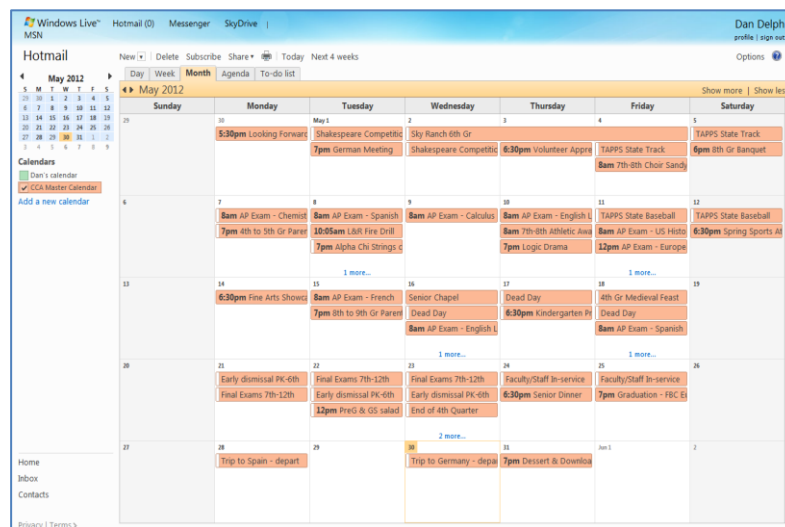 Windows Live™ Hotmail (0) Messenger SkyDrive |
MSN
Dan Delph
profile | sign out
Hotmail
New Delete Subscribe Share Today Next 4 weeks
Options
Day Week Month Agenda To-do list
May 2012
S M T W T F S
29 30 1 2 3 4 5
6 7 8 9 10 11 12
13 14 15 16 17 18 19
20 21 22 23 24 25 26
27 28 29 30 31 1 2
3 4 5 6 7 8 9
Calendars
Dan's calendar
CCA Master Calendar
Add a new calendar
Home
Inbox
Contacts
Privacy | Terms >
May 2012
Show more | Show les
Sunday Monday Tuesday Wednesday Thursday Friday Saturday
29 30 May 1 2 3 4 5
5:30pm Looking Forward Shakespeare Competitic Sky Ranch 6th Gr TAPPS State Track
7pm German Meeting Shakespeare Competitic 6:30pm Volunteer Appre TAPPS State Track 6pm 8th Gr Banquet
8am 7th-8th Choir Sandy
6 7 8 9 10 11 12
8am AP Exam - Chemist 8am AP Exam - Spanish 8am AP Exam - Calculus 8am AP Exam - English L TAPPS State Baseball TAPPS State Baseball
7pm 4th to 5th Gr Paren 10:05am L&R Fire Drill 8am 7th-8th Athletic Awa 8am AP Exam - US Histo 6:30pm Spring Sports At
7pm Alpha Chi Strings c 7pm Logic Drama 12pm AP Exam - Europe
1 more... 1 more...
13 14 15 16 17 18 19
6:30pm Fine Arts Showca 8am AP Exam - French Senior Chapel Dead Day 4th Gr Medieval Feast
7pm 8th to 9th Gr Parent Dead Day 6:30pm Kindergarten Pr Dead Day
8am AP Exam - English L 8am AP Exam - Spanish
1 more... 1 more...
20 21 22 23 24 25 26
Early dismissal PK-6th Final Exams 7th-12th Final Exams 7th-12th Faculty/Staff In-service Faculty/Staff In-service
Final Exams 7th-12th Early dismissal PK-6th Early dismissal PK-6th 6:30pm Senior Dinner 7pm Graduation - FBC Eu
12pm PreG & GS salad End of 4th Quarter
2 more...
27 28 29 30 31 Jun 1 2
Trip to Spain - depart Trip to Germany - depar 7pm Dessert & Downloa